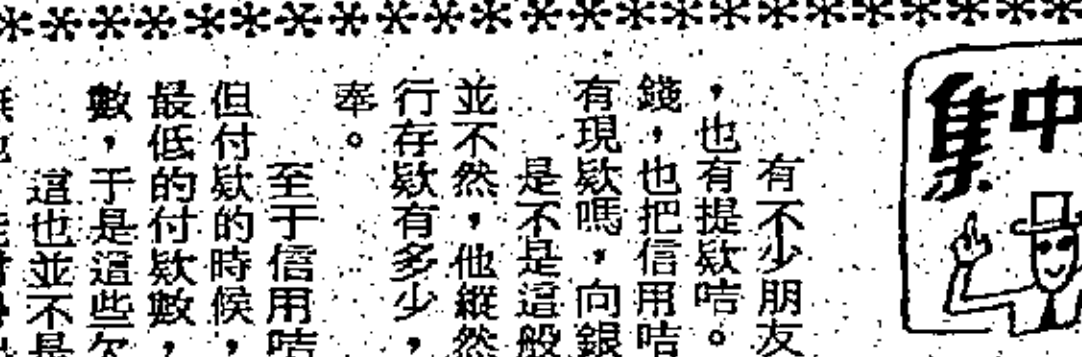 集中
有不少朋友
，也有提款咭。
錢，也把信用咭
有現款嗎，向銀
是不是這般
並不然，他縱然
行存款有多少，
奉。
至于信用咭
但付款的時候，
最低的付款數，
數，于是這些欠
這也並不是